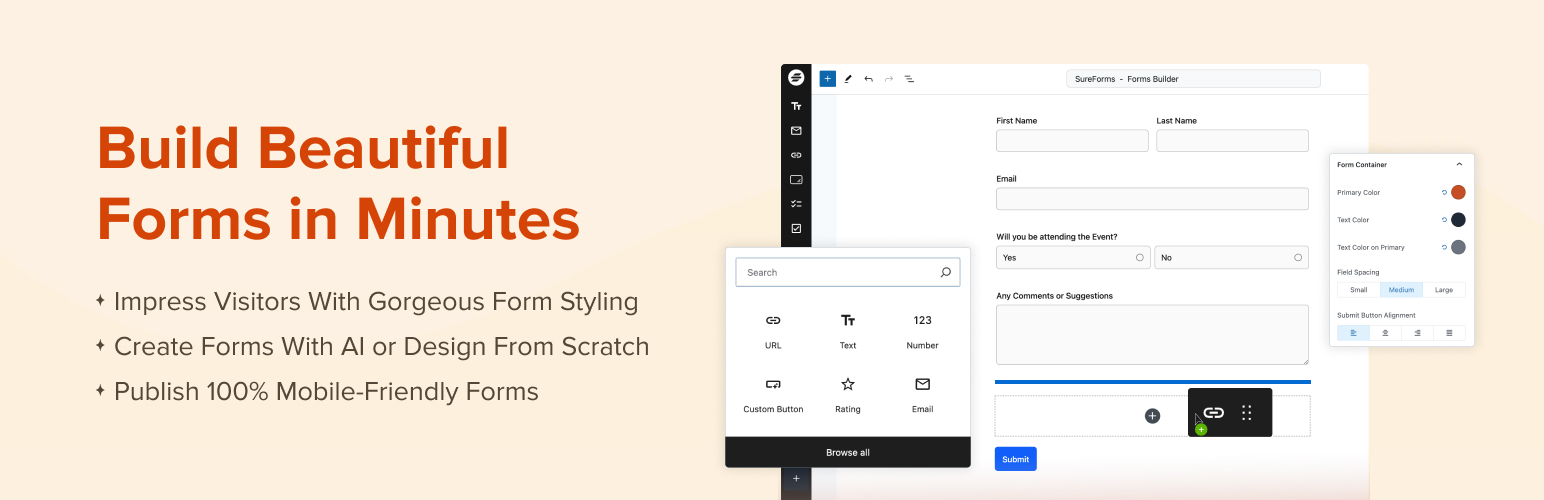 Build Beautiful
Forms in Minutes
Impress Visitors With Gorgeous Form Styling
Create Forms With AI or Design From Scratch
Publish 100% Mobile-Friendly Forms
SureForms - Forms Builder
First Name
Last Name
Email
Will you be attending the Event?
Yes
No
Any Comments or Suggestions
Submit
Search
URL
Text
123
Number
Custom Button
Rating
Email
Browse all
Form Container
Primary Color
Text Color
Text Color on Primary
Field Spacing
Small
Medium
Large
Submit Button Alignment